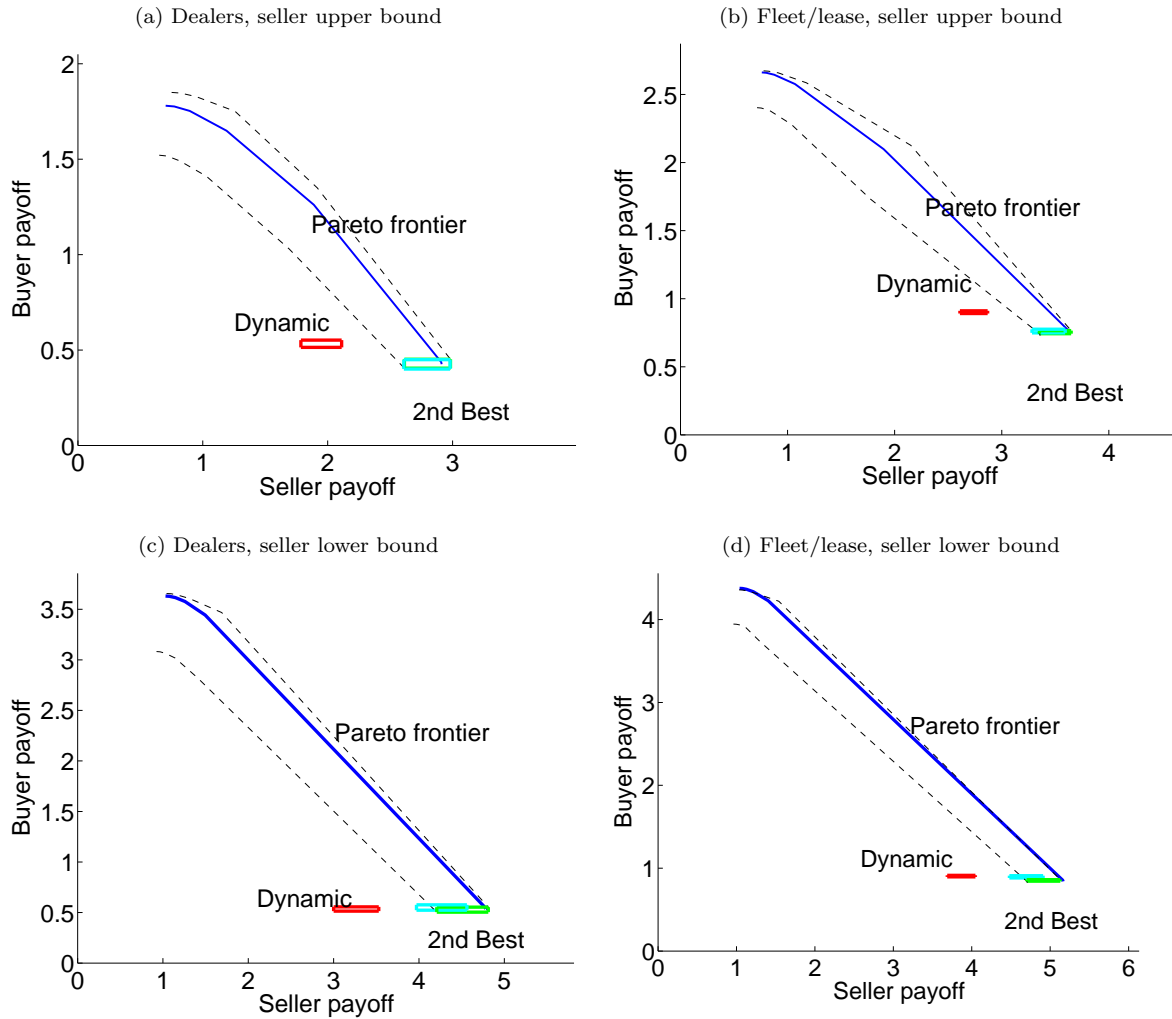 (a) Dealers, seller upper bound
2
1.5
1
0.5
0
0
1
2
3
Buyer payoff
Seller payoff
Pareto frontier
Dynamic
2nd Best
(b) Fleet/lease, seller upper bound
2.5
2
1.5
1
0.5
0
0
1
2
3
4
Buyer payoff
Seller payoff
Pareto frontier
Dynamic
2nd Best
(c) Dealers, seller lower bound
3.5
3
2.5
2
1.5
1
0.5
0
0
1
2
3
4
5
Buyer payoff
Seller payoff
Pareto frontier
Dynamic
2nd Best
(d) Fleet/lease, seller lower bound
4
3
2
1
0
0
1
2
3
4
5
6
Buyer payoff
Seller payoff
Pareto frontier
Dynamic
2nd Best